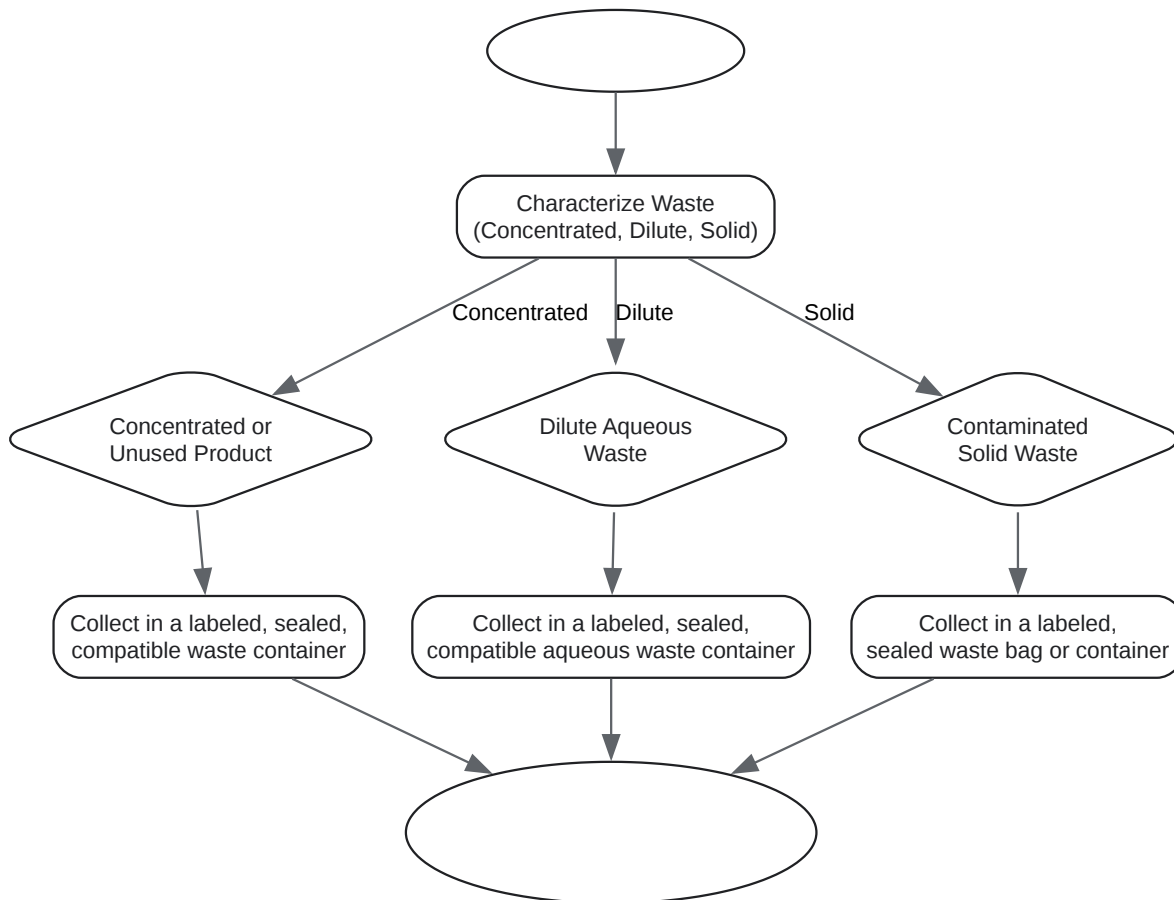 Characterize Waste
(Concentrated, Dilute, Solid)
Concentrated
Dilute
Solid
Concentrated or
Unused Product
Dilute Aqueous
Waste
Contaminated
Solid Waste
Collect in a labeled, sealed,
compatible waste container
Collect in a labeled, sealed,
compatible aqueous waste container
Collect in a labeled,
sealed waste bag or container